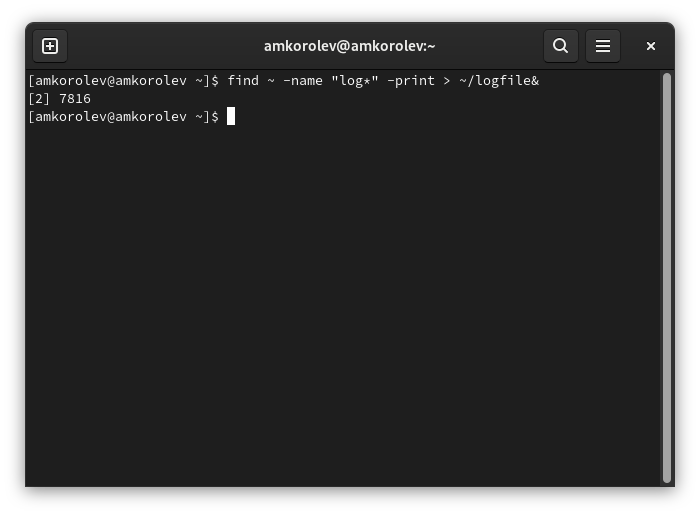 amkorolev@amkorolev:~
[amkorolev@amkorolev ~]$ find ~ -name "log*" -print > ~/logfile&
[2] 7816
[amkorolev@amkorolev ~]$